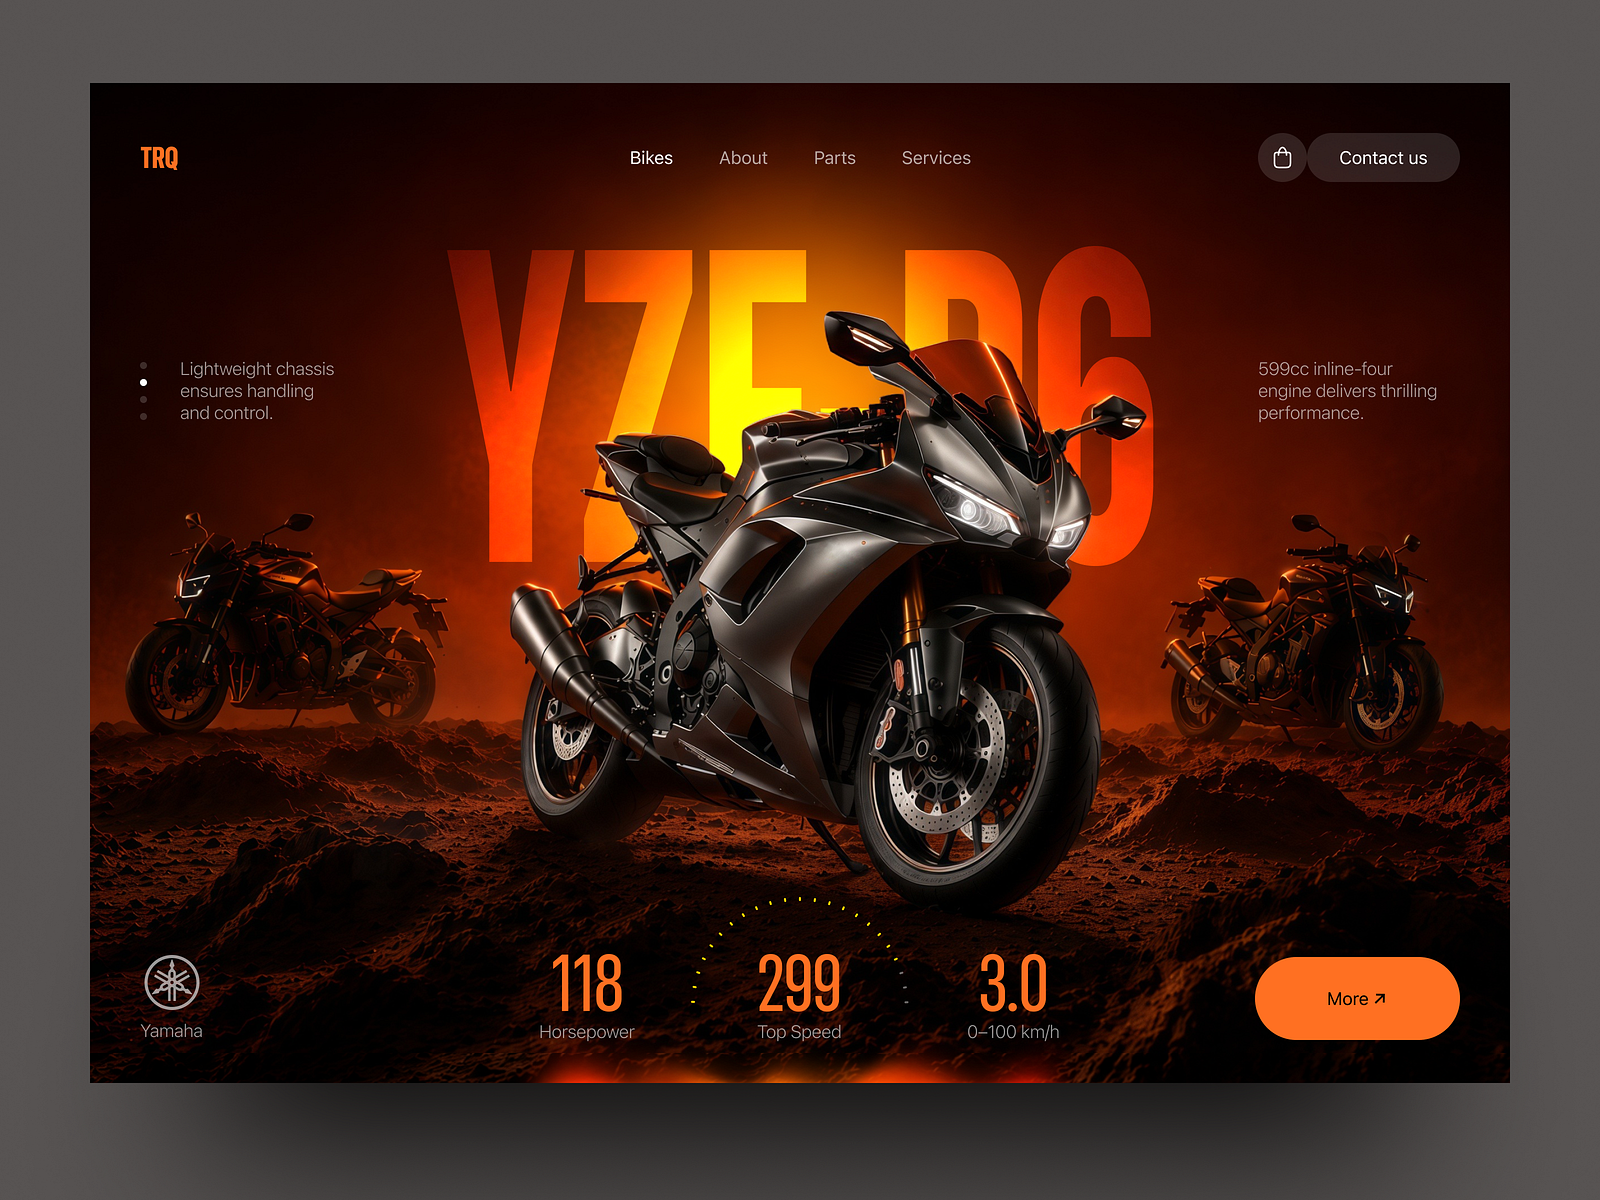 TRQ
Bikes About Parts Services
Contact us
YZF-R6
Lightweight chassis
ensures handling
and control.
599cc inline-four
engine delivers thrilling
performance.
118
Horsepower
299
Top Speed
3.0
0–100 km/h
Yamaha
More ↗